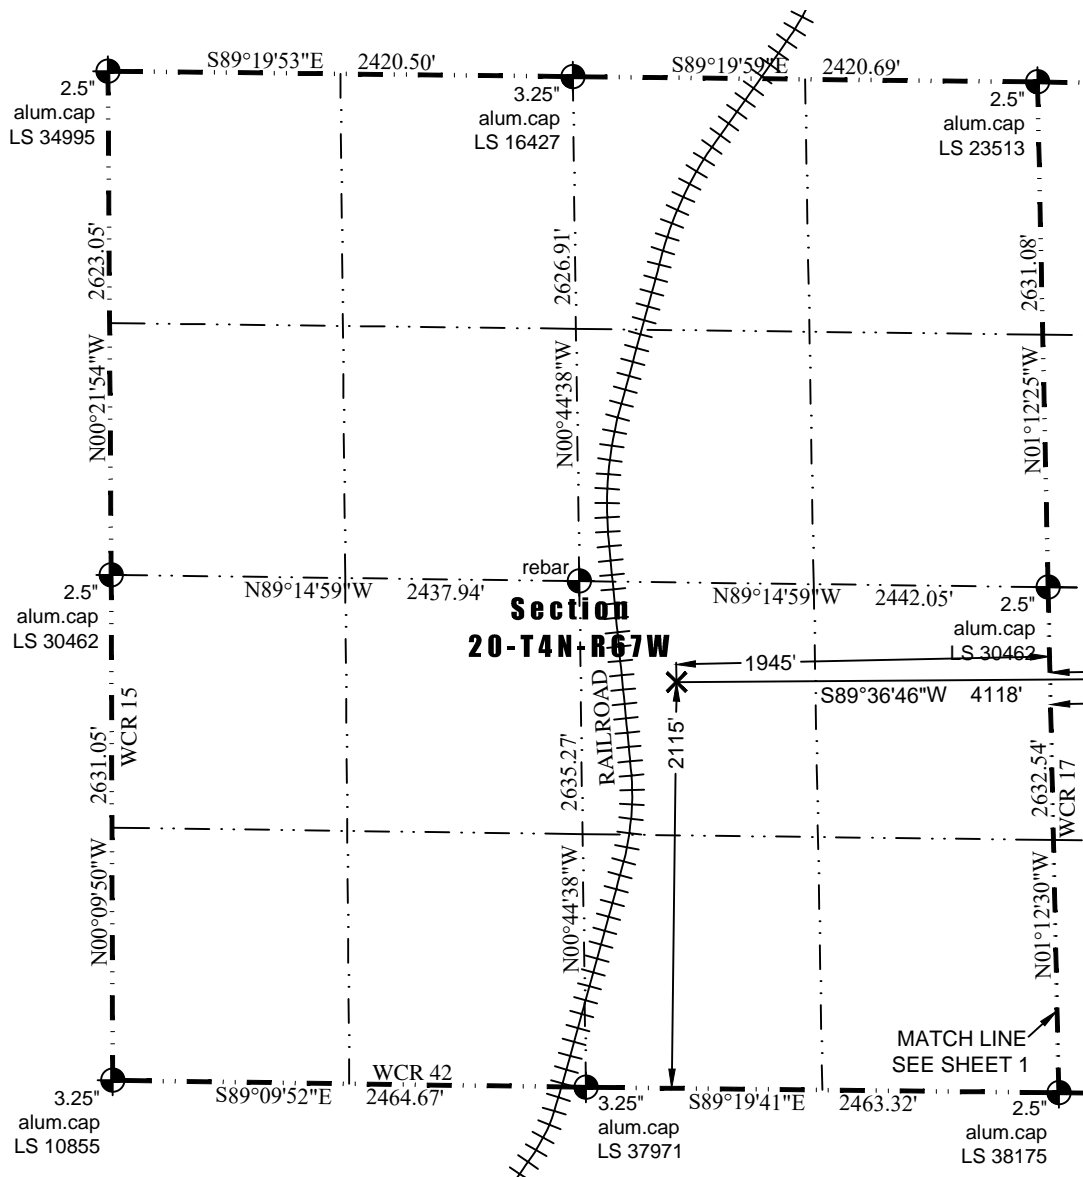 S89°19'53"E 2420.50'
S89°19'59"E 2420.69'
2.5"
alum.cap
LS 34995
3.25"
alum.cap
LS 16427
2.5"
alum.cap
LS 23513
N00°21'54"W 2623.05'
N00°44'38"W 2626.91'
N01°12'25"W 2631.08'
rebar
2.5"
alum.cap
LS 30462
N89°14'59"W 2437.94'
N89°14'59"W 2442.05'
2.5"
alum.cap
LS 30462
Section
20-T4N-R67W
1945'
S89°36'46"W 4118'
2115'
RAILROAD
WCR 15
N00°09'50"W 2631.05'
N00°44'38"W 2635.27'
N01°12'30"W 2632.54'
WCR 17
MATCH LINE
SEE SHEET 1
WCR 42
S89°09'52"E 2464.67'
S89°19'41"E 2463.32'
3.25"
alum.cap
LS 10855
3.25"
alum.cap
LS 37971
2.5"
alum.cap
LS 38175